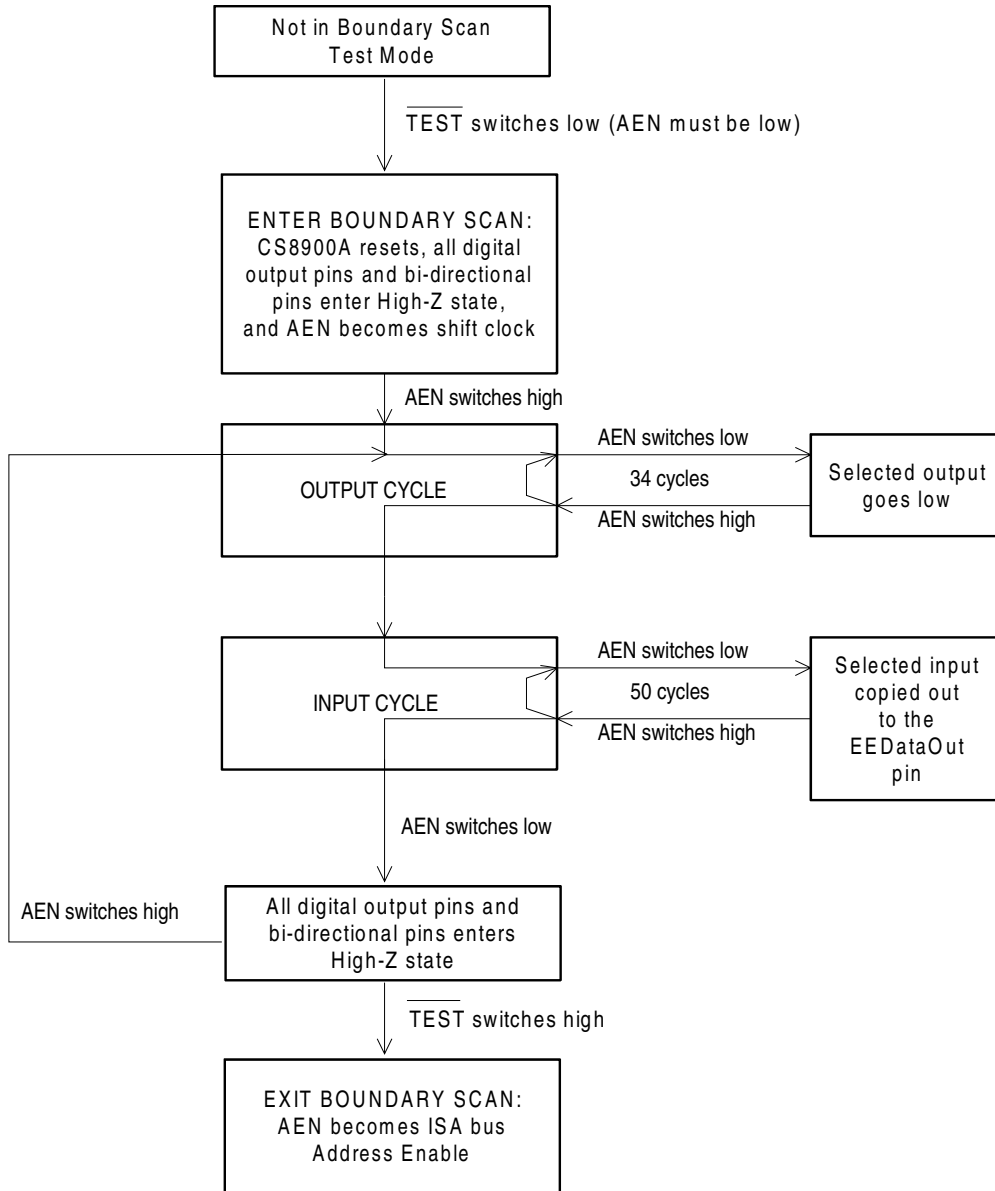 Not in Boundary Scan
Test Mode
TEST switches low (AEN must be low)
ENTER BOUNDARY SCAN:
CS8900A resets, all digital
output pins and bi-directional
pins enter High-Z state,
and AEN becomes shift clock
AEN switches high
OUTPUT CYCLE
AEN switches low
34 cycles
AEN switches high
Selected output
goes low
INPUT CYCLE
AEN switches low
50 cycles
AEN switches high
Selected input
copied out
to the
EEDataOut
pin
AEN switches low
AEN switches high
All digital output pins and
bi-directional pins enters
High-Z state
TEST switches high
EXIT BOUNDARY SCAN:
AEN becomes ISA bus
Address Enable